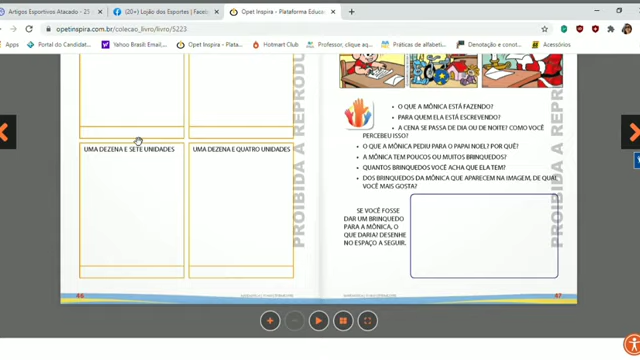 Artigos Esportivos Atacado - 25
(20+) Lojão dos Esportes | Facel
Opet Inspira - Plataforma Educa
opetinspira.com.br/colecao_livro/livro/5223
Apps
Portal do Candidat...
Yahoo Brasil Email,...
Opet Inspira - Plata...
Hotmart Club
Professor, clique aq...
Práticas de alfabeti...
Denotação e constot...
Acessórios
UMA DEZENA E SETE UNIDADES
UMA DEZENA E QUATRO UNIDADES
46
PROIBIDA A REPRODU
• O QUE A MÔNICA ESTÁ FAZENDO?
• PARA QUEM ELA ESTÁ ESCREVENDO?
• A CENA SE PASSA DE DIA OU DE NOITE? COMO VOCÊ
PERCEBEU ISSO?
• O QUE A MÔNICA PEDIU PARA O PAPAI NOEL? POR QUÊ?
• A MÔNICA TEM POUCOS OU MUITOS BRINQUEDOS?
• QUANTOS BRINQUEDOS VOCÊ ACHA QUE ELA TEM?
• DOS BRINQUEDOS DA MÔNICA QUE APARECEM NA IMAGEM, DE QUAL
VOCÊ MAIS GOSTA?
SE VOCÊ FOSSE
DAR UM BRINQUEDO
PARA A MÔNICA, O
QUE DARIA? DESENHE
NO ESPAÇO A SEGUIR.
47
PROIBIDA A REPRODU